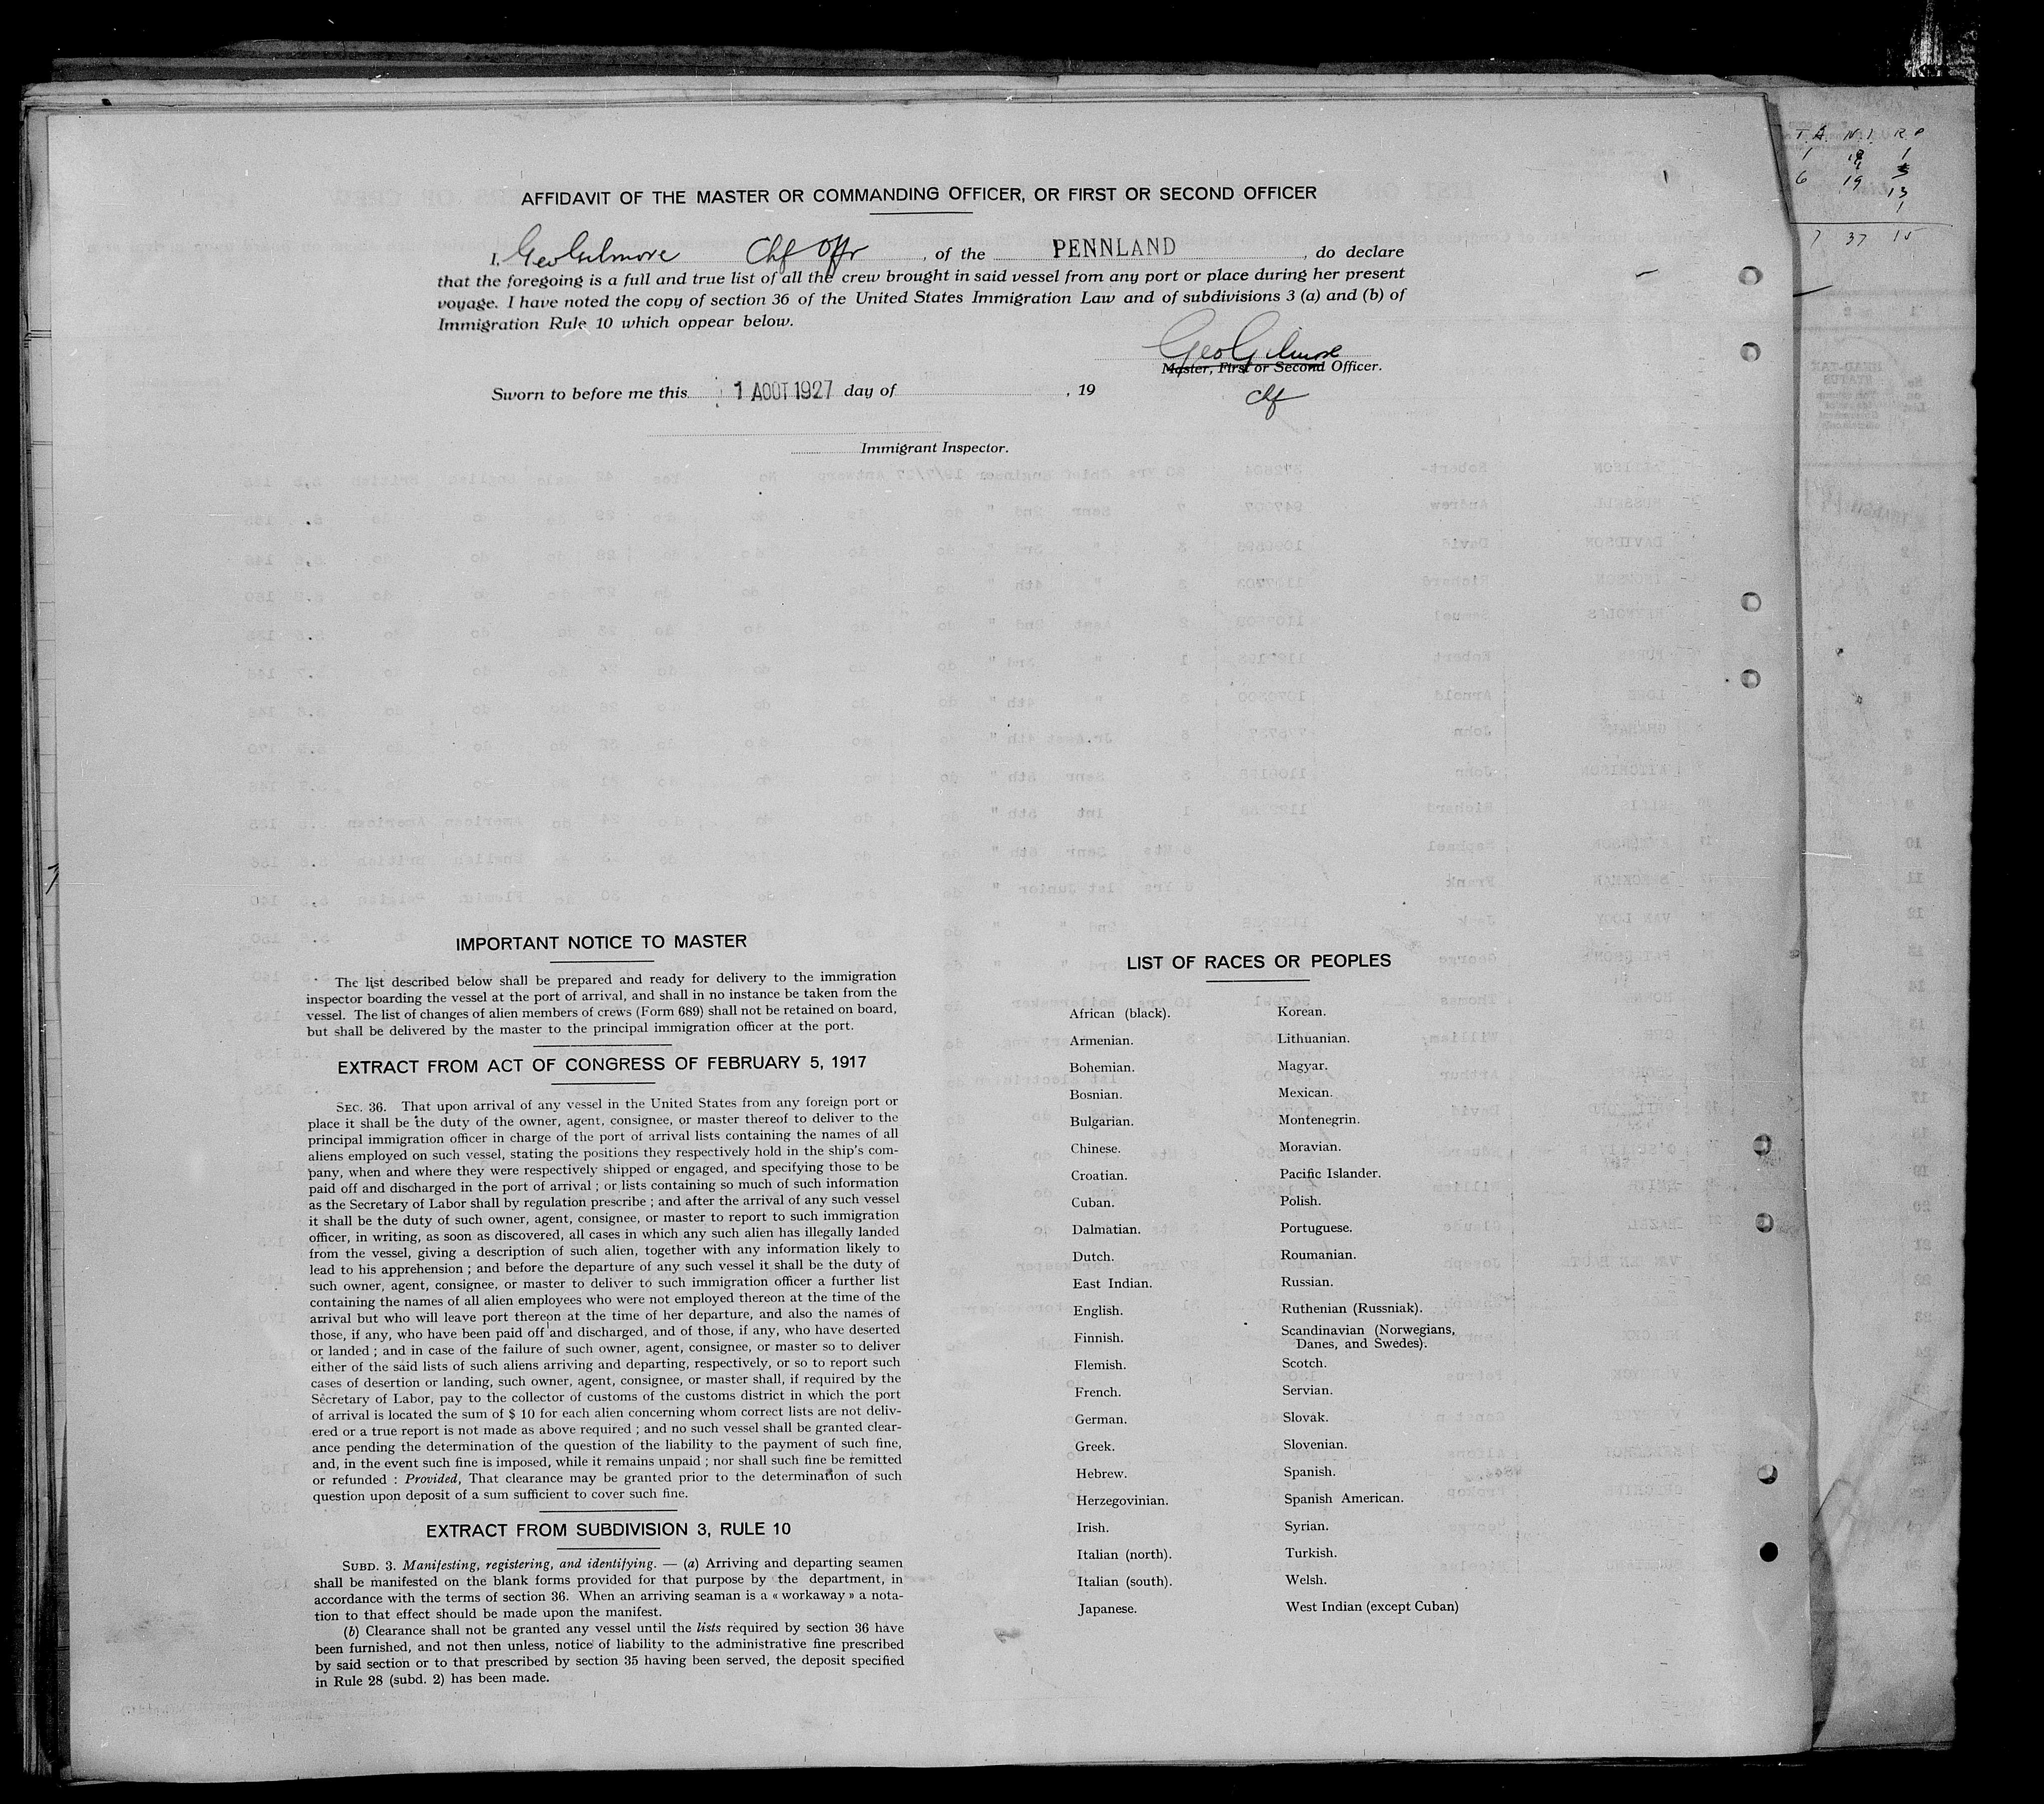 T.A. N.I. R P
7 37 15
AFFIDAVIT OF THE MASTER OR COMMANDING OFFICER, OR FIRST OR SECOND OFFICER
I, Geo Gilmore Chf Offr, of the PENNLAND, do declare
that the foregoing is a full and true list of all the crew brought in said vessel from any port or place during her present
voyage. I have noted the copy of section 36 of the United States Immigration Law and of subdivisions 3 (a) and (b) of
Immigration Rule 10 which oppear below.
Geo Gilmore
Master, First or Second Officer.
Sworn to before me this 1 AOUT 1927 day of , 19
Chf
Immigrant Inspector.
IMPORTANT NOTICE TO MASTER
The list described below shall be prepared and ready for delivery to the immigration
inspector boarding the vessel at the port of arrival, and shall in no instance be taken from the
vessel. The list of changes of alien members of crews (Form 689) shall not be retained on board,
but shall be delivered by the master to the principal immigration officer at the port.
EXTRACT FROM ACT OF CONGRESS OF FEBRUARY 5, 1917
SEC. 36. That upon arrival of any vessel in the United States from any foreign port or
place it shall be the duty of the owner, agent, consignee, or master thereof to deliver to the
principal immigration officer in charge of the port of arrival lists containing the names of all
aliens employed on such vessel, stating the positions they respectively hold in the ship's com-
pany, when and where they were respectively shipped or engaged, and specifying those to be
paid off and discharged in the port of arrival ; or lists containing so much of such information
as the Secretary of Labor shall by regulation prescribe ; and after the arrival of any such vessel
it shall be the duty of such owner, agent, consignee, or master to report to such immigration
officer, in writing, as soon as discovered, all cases in which any such alien has illegally landed
from the vessel, giving a description of such alien, together with any information likely to
lead to his apprehension ; and before the departure of any such vessel it shall be the duty of
such owner, agent, consignee, or master to deliver to such immigration officer a further list
containing the names of all alien employees who were not employed thereon at the time of the
arrival but who will leave port thereon at the time of her departure, and also the names of
those, if any, who have been paid off and discharged, and of those, if any, who have deserted
or landed ; and in case of the failure of such owner, agent, consignee, or master so to deliver
either of the said lists of such aliens arriving and departing, respectively, or so to report such
cases of desertion or landing, such owner, agent, consignee, or master shall, if required by the
Secretary of Labor, pay to the collector of customs of the customs district in which the port
of arrival is located the sum of $ 10 for each alien concerning whom correct lists are not deliv-
ered or a true report is not made as above required ; and no such vessel shall be granted clear-
ance pending the determination of the question of the liability to the payment of such fine,
and, in the event such fine is imposed, while it remains unpaid ; nor shall such fine be remitted
or refunded : Provided, That clearance may be granted prior to the determination of such
question upon deposit of a sum sufficient to cover such fine.
EXTRACT FROM SUBDIVISION 3, RULE 10
SUBD. 3. Manifesting, registering, and identifying. — (a) Arriving and departing seamen
shall be manifested on the blank forms provided for that purpose by the department, in
accordance with the terms of section 36. When an arriving seaman is a « workaway » a nota-
tion to that effect should be made upon the manifest.
(b) Clearance shall not be granted any vessel until the lists required by section 36 have
been furnished, and not then unless, notice of liability to the administrative fine prescribed
by said section or to that prescribed by section 35 having been served, the deposit specified
in Rule 28 (subd. 2) has been made.
LIST OF RACES OR PEOPLES
African (black).
Armenian.
Bohemian.
Bosnian.
Bulgarian.
Chinese.
Croatian.
Cuban.
Dalmatian.
Dutch.
East Indian.
English.
Finnish.
Flemish.
French.
German.
Greek.
Hebrew.
Herzegovinian.
Irish.
Italian (north).
Italian (south).
Japanese.
Korean.
Lithuanian.
Magyar.
Mexican.
Montenegrin.
Moravian.
Pacific Islander.
Polish.
Portuguese.
Roumanian.
Russian.
Ruthenian (Russniak).
Scandinavian (Norwegians,
Danes, and Swedes).
Scotch.
Servian.
Slovak.
Slovenian.
Spanish.
Spanish American.
Syrian.
Turkish.
Welsh.
West Indian (except Cuban)